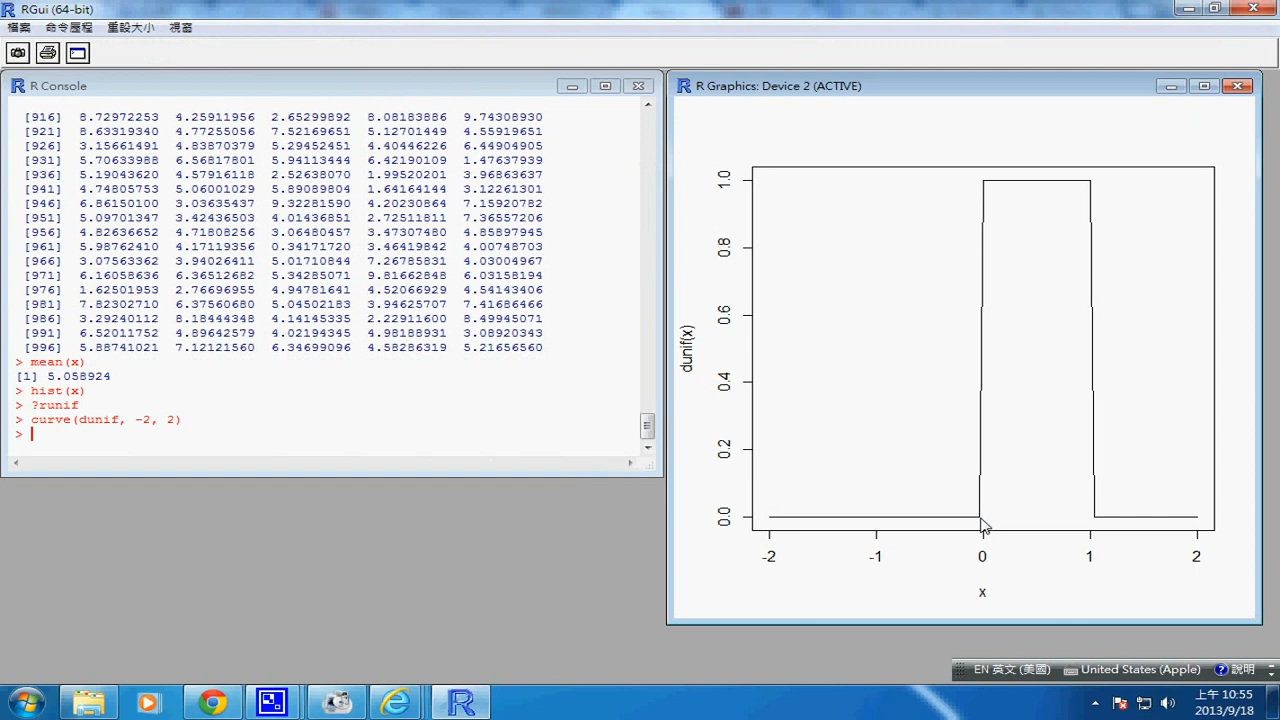 RGui (64-bit)
檔案 命令歷程 重設大小 視窗
R Console
[916] 8.72972253 4.25911956 2.65299892 8.08183886 9.74308930
[921] 8.63319340 4.77255056 7.52169651 5.12701449 4.55919651
[926] 3.15661491 4.83870379 5.29452451 4.40446226 6.44904905
[931] 5.70633988 6.56817801 5.94113444 6.42190109 1.47637939
[936] 5.19043620 4.57916118 2.52638070 1.99520201 3.96863637
[941] 4.74805753 5.06001029 5.89089804 1.64164144 3.12261301
[946] 6.86150100 3.03635437 9.32281590 4.20230864 7.15920782
[951] 5.09701347 3.42436503 4.01436851 2.72511811 7.36557206
[956] 4.82636652 4.71808256 3.06480457 3.47307480 4.85897945
[961] 5.98762410 4.17119356 0.34171720 3.46419842 4.00748703
[966] 3.07563362 3.94026411 5.01710844 7.26785831 4.03004967
[971] 6.16058636 6.36512682 5.34285071 9.81662848 6.03158194
[976] 1.62501953 2.76696955 4.94781641 4.52066929 4.54143406
[981] 7.82302710 6.37560680 5.04502183 3.94625707 7.41686466
[986] 3.29240112 8.18444348 4.14145335 2.22911600 8.49945071
[991] 6.52011752 4.89642579 4.02194345 4.98188931 3.08920343
[996] 5.88741021 7.12121560 6.34699096 4.58286319 5.21656560
> mean(x)
[1] 5.058924
> hist(x)
> ?runif
> curve(dunif, -2, 2)
>
R Graphics: Device 2 (ACTIVE)
dunif(x)
1.0
0.8
0.6
0.4
0.2
0.0
-2 -1 0 1 2
x
EN 英文 (美國) United States (Apple) 說明
上午 10:55
2013/9/18